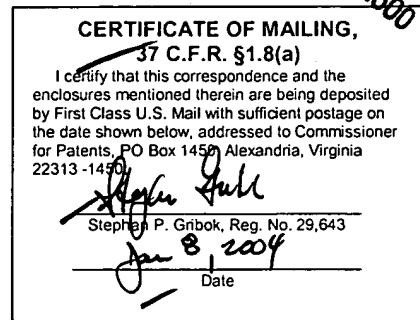 000
CERTIFICATE OF MAILING,
37 C.F.R. §1.8(a)
I certify that this correspondence and the
enclosures mentioned therein are being deposited
by First Class U.S. Mail with sufficient postage on
the date shown below, addressed to Commissioner
for Patents, PO Box 1450 Alexandria, Virginia
22313 -1450
Stephan P. Gribok, Reg. No. 29,643
Jan 8, 2004
Date